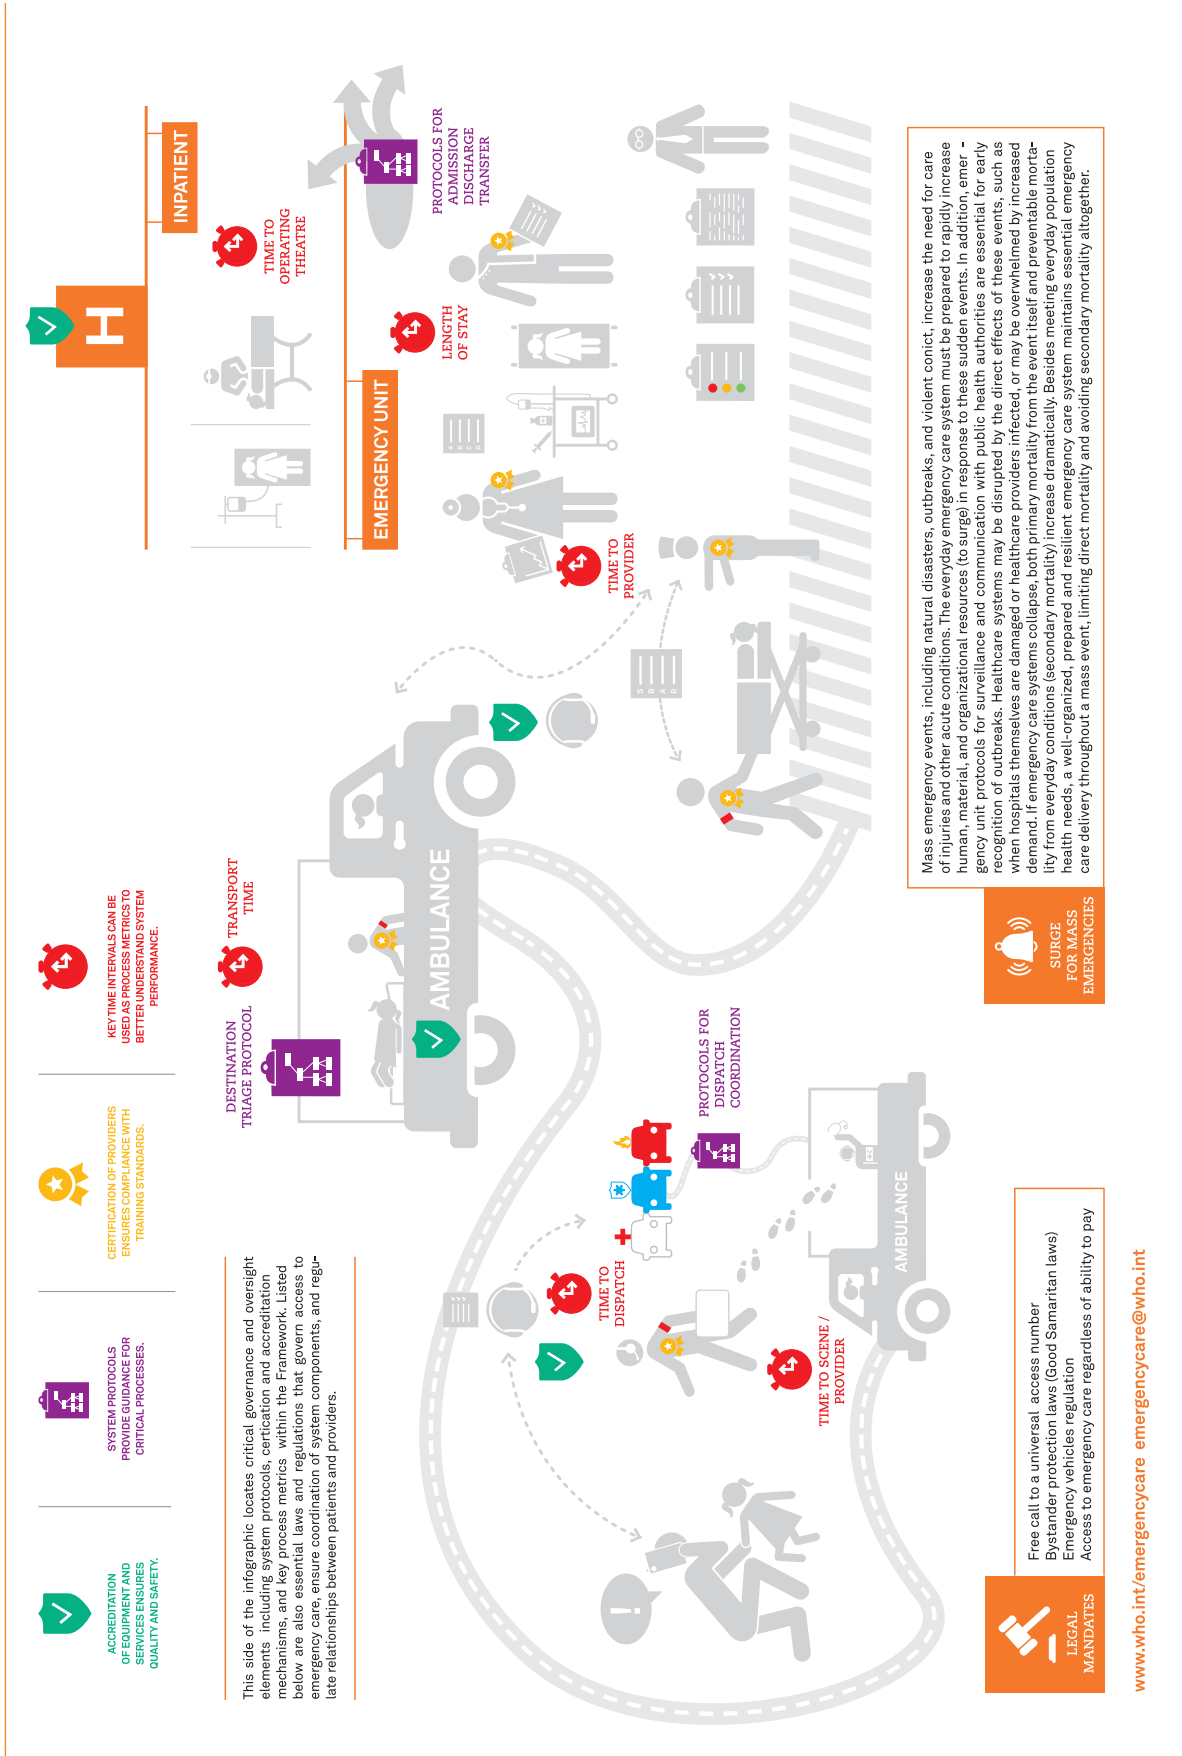 ACCREDITATION
OF EQUIPMENT AND
SERVICES ENSURES
QUALITY AND SAFETY.
SYSTEM PROTOCOLS
PROVIDE GUIDANCE FOR
CRITICAL PROCESSES.
CERTIFICATION OF PROVIDERS
ENSURES COMPLIANCE WITH
TRAINING STANDARDS.
KEY TIME INTERVALS CAN BE
USED AS PROCESS METRICS TO
BETTER UNDERSTAND SYSTEM
PERFORMANCE.
H
INPATIENT
TIME TO
OPERATING
THEATRE
This side of the infographic locates critical governance and oversight
elements including system protocols, certication and accreditation
mechanisms, and key process metrics within the Framework. Listed
below are also essential laws and regulations that govern access to
emergency care, ensure coordination of system components, and regu-
late relationships between patients and providers.
DESTINATION
TRIAGE PROTOCOL
TRANSPORT
TIME
AMBULANCE
EMERGENCY UNIT
LENGTH
OF STAY
PROTOCOLS FOR
ADMISSION
DISCHARGE
TRANSFER
A
B
C
D
TIME TO
PROVIDER
S
B
A
R
!
TIME TO
DISPATCH
PROTOCOLS FOR
DISPATCH
COORDINATION
TIME TO SCENE /
PROVIDER
AMBULANCE
LEGAL
MANDATES
Free call to a universal access number
Bystander protection laws (Good Samaritan laws)
Emergency vehicles regulation
Access to emergency care regardless of ability to pay
SURGE
FOR MASS
EMERGENCIES
Mass emergency events, including natural disasters, outbreaks, and violent conict, increase the need for care
of injuries and other acute conditions. The everyday emergency care system must be prepared to rapidly increase
human, material, and organizational resources (to surge) in response to these sudden events. In addition, emer -
gency unit protocols for surveillance and communication with public health authorities are essential for early
recognition of outbreaks. Healthcare systems may be disrupted by the direct effects of these events, such as
when hospitals themselves are damaged or healthcare providers infected, or may be overwhelmed by increased
demand. If emergency care systems collapse, both primary mortality from the event itself and preventable morta-
lity from everyday conditions (secondary mortality) increase dramatically. Besides meeting everyday population
health needs, a well-organized, prepared and resilient emergency care system maintains essential emergency
care delivery throughout a mass event, limiting direct mortality and avoiding secondary mortality altogether.
www.who.int/emergencycare emergencycare@who.int